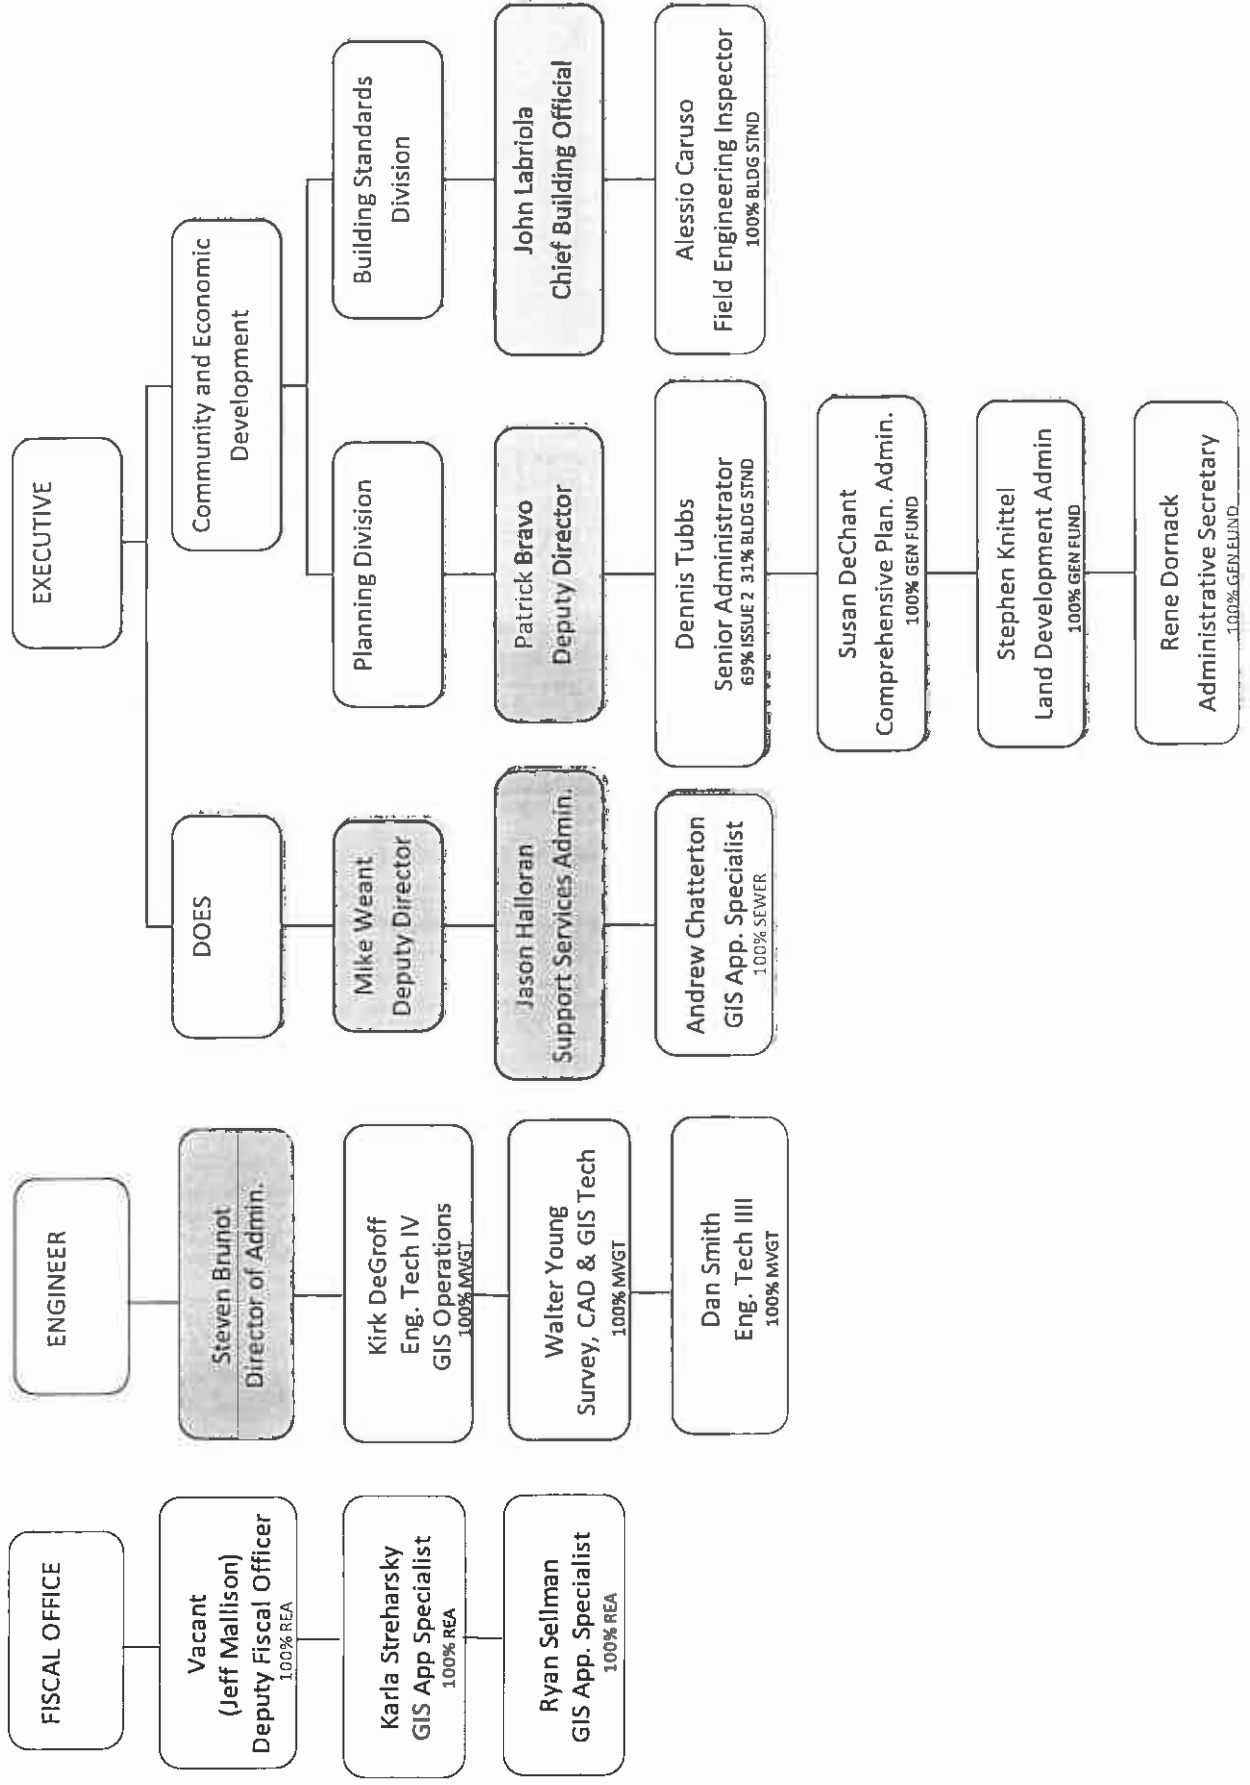 FISCAL OFFICE
Vacant
(Jeff Mallison)
Deputy Fiscal Officer
100% REA
Karla Streharsky
GIS App Specialist
100% REA
Ryan Sellman
GIS App. Specialist
100% REA
ENGINEER
Steven Brunot
Director of Admin.
Kirk DeGroff
Eng. Tech IV
GIS Operations
100% MVGT
Walter Young
Survey, CAD & GIS Tech
100% MVGT
Dan Smith
Eng. Tech IIII
100% MVGT
EXECUTIVE
DOES
Mike Weant
Deputy Director
Jason Halloran
Support Services Admin.
Andrew Chatterton
GIS App. Specialist
100% SEWER
Community and Economic
Development
Planning Division
Patrick Bravo
Deputy Director
Dennis Tubbs
Senior Administrator
69% ISSUE 2 31% BLDG STND
Susan DeChant
Comprehensive Plan. Admin.
100% GEN FUND
Stephen Knittel
Land Development Admin
100% GEN FUND
Rene Dornack
Administrative Secretary
100% GEN FUND
Building Standards
Division
John Labriola
Chief Building Official
Alessio Caruso
Field Engineering Inspector
100% BLDG STND